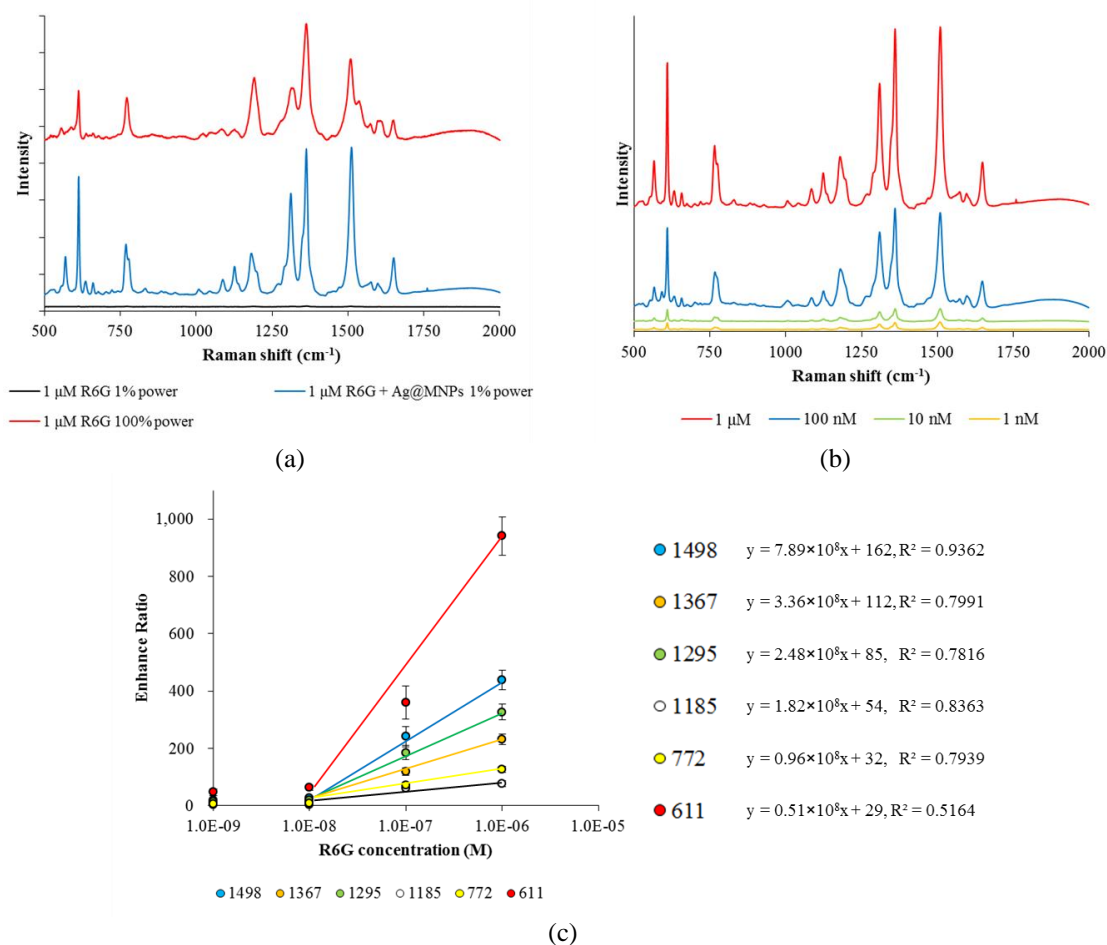 Intensity
500 750 1000 1250 1500 1750 2000
Raman shift (cm⁻¹)
1 μM R6G 1% power
1 μM R6G + Ag@MNPs 1% power
1 μM R6G 100% power
(a)
Intensity
500 750 1000 1250 1500 1750 2000
Raman shift (cm⁻¹)
1 μM 100 nM 10 nM 1 nM
(b)
Enhance Ratio
1,000
800
600
400
200
0
1.0E-09 1.0E-08 1.0E-07 1.0E-06 1.0E-05
R6G concentration (M)
1498 1367 1295 1185 772 611
1498 y = 7.89×10⁸x + 162, R² = 0.9362
1367 y = 3.36×10⁸x + 112, R² = 0.7991
1295 y = 2.48×10⁸x + 85, R² = 0.7816
1185 y = 1.82×10⁸x + 54, R² = 0.8363
772 y = 0.96×10⁸x + 32, R² = 0.7939
611 y = 0.51×10⁸x + 29, R² = 0.5164
(c)